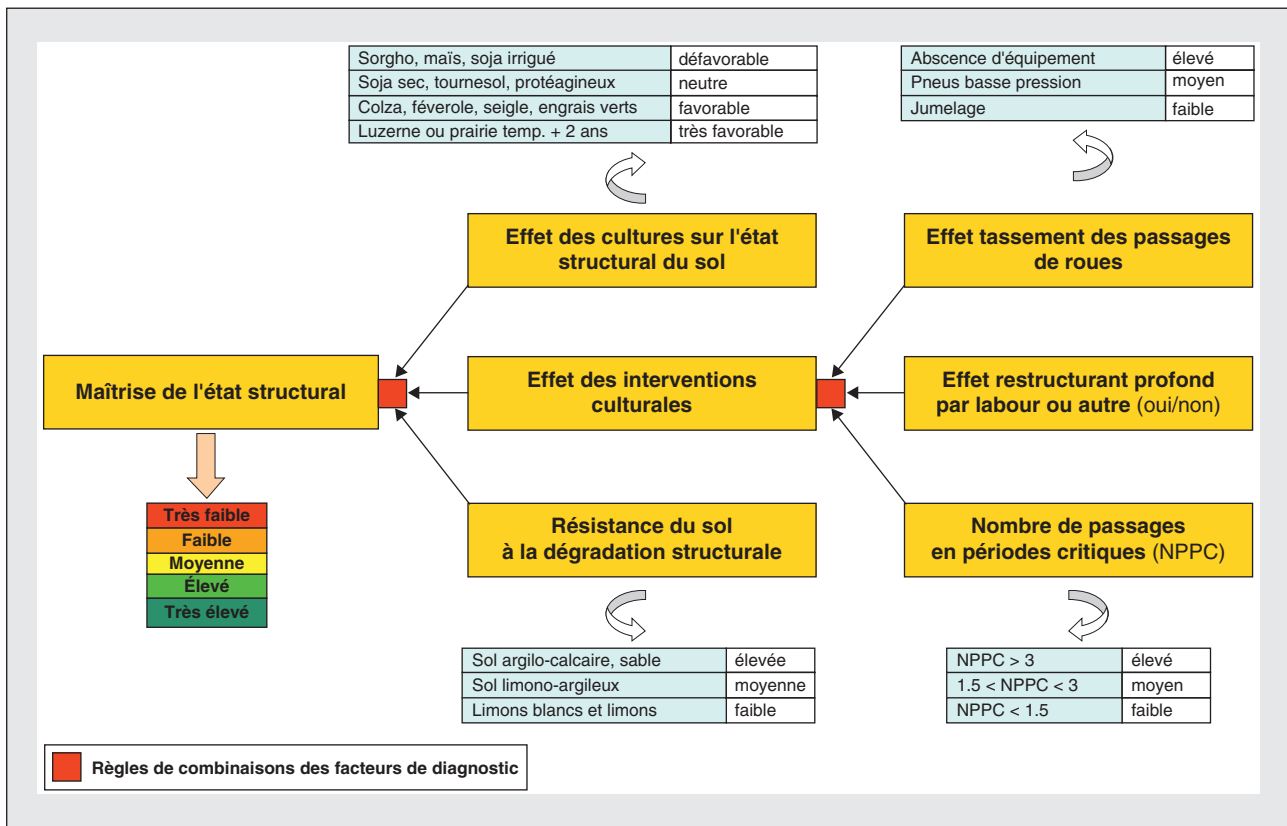 Sorgho, maïs, soja irrigué défavorable
Soja sec, tournesol, protéagineux neutre
Colza, féverole, seigle, engrais verts favorable
Luzerne ou prairie temp. + 2 ans très favorable
Abscence d'équipement élevé
Pneus basse pression moyen
Jumelage faible
Effet des cultures sur l'état
structural du sol
Effet tassement des passages
de roues
Maîtrise de l'état structural
Effet des interventions
culturales
Effet restructurant profond
par labour ou autre (oui/non)
Très faible
Faible
Moyenne
Élevé
Très élevé
Résistance du sol
à la dégradation structurale
Nombre de passages
en périodes critiques (NPPC)
Sol argilo-calcaire, sable élevée
Sol limono-argileux moyenne
Limons blancs et limons faible
NPPC > 3 élevé
1.5 < NPPC < 3 moyen
NPPC < 1.5 faible
Règles de combinaisons des facteurs de diagnostic